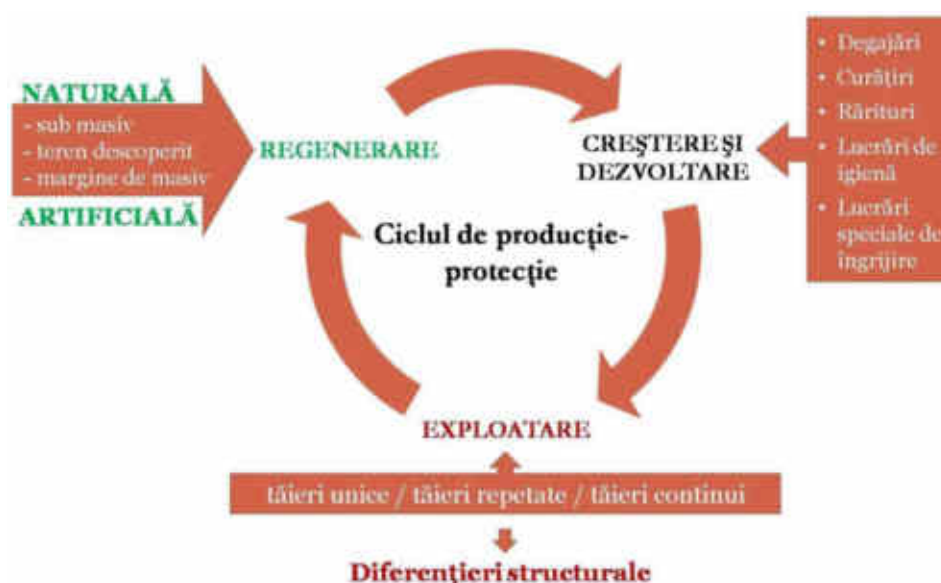 NATURALĂ
- sub masiv
- teren descoperit
- margine de masiv
ARTIFICIALĂ
REGENERARE
CREŞTERE ŞI
DEZVOLTARE
• Degajări
• Curăţiri
• Rărituri
• Lucrări de
igienă
• Lucrări
speciale de
îngrijire
Ciclul de producţie-
protecţie
EXPLOATARE
tăieri unice / tăieri repetate / tăieri continui
Diferenţieri structurale